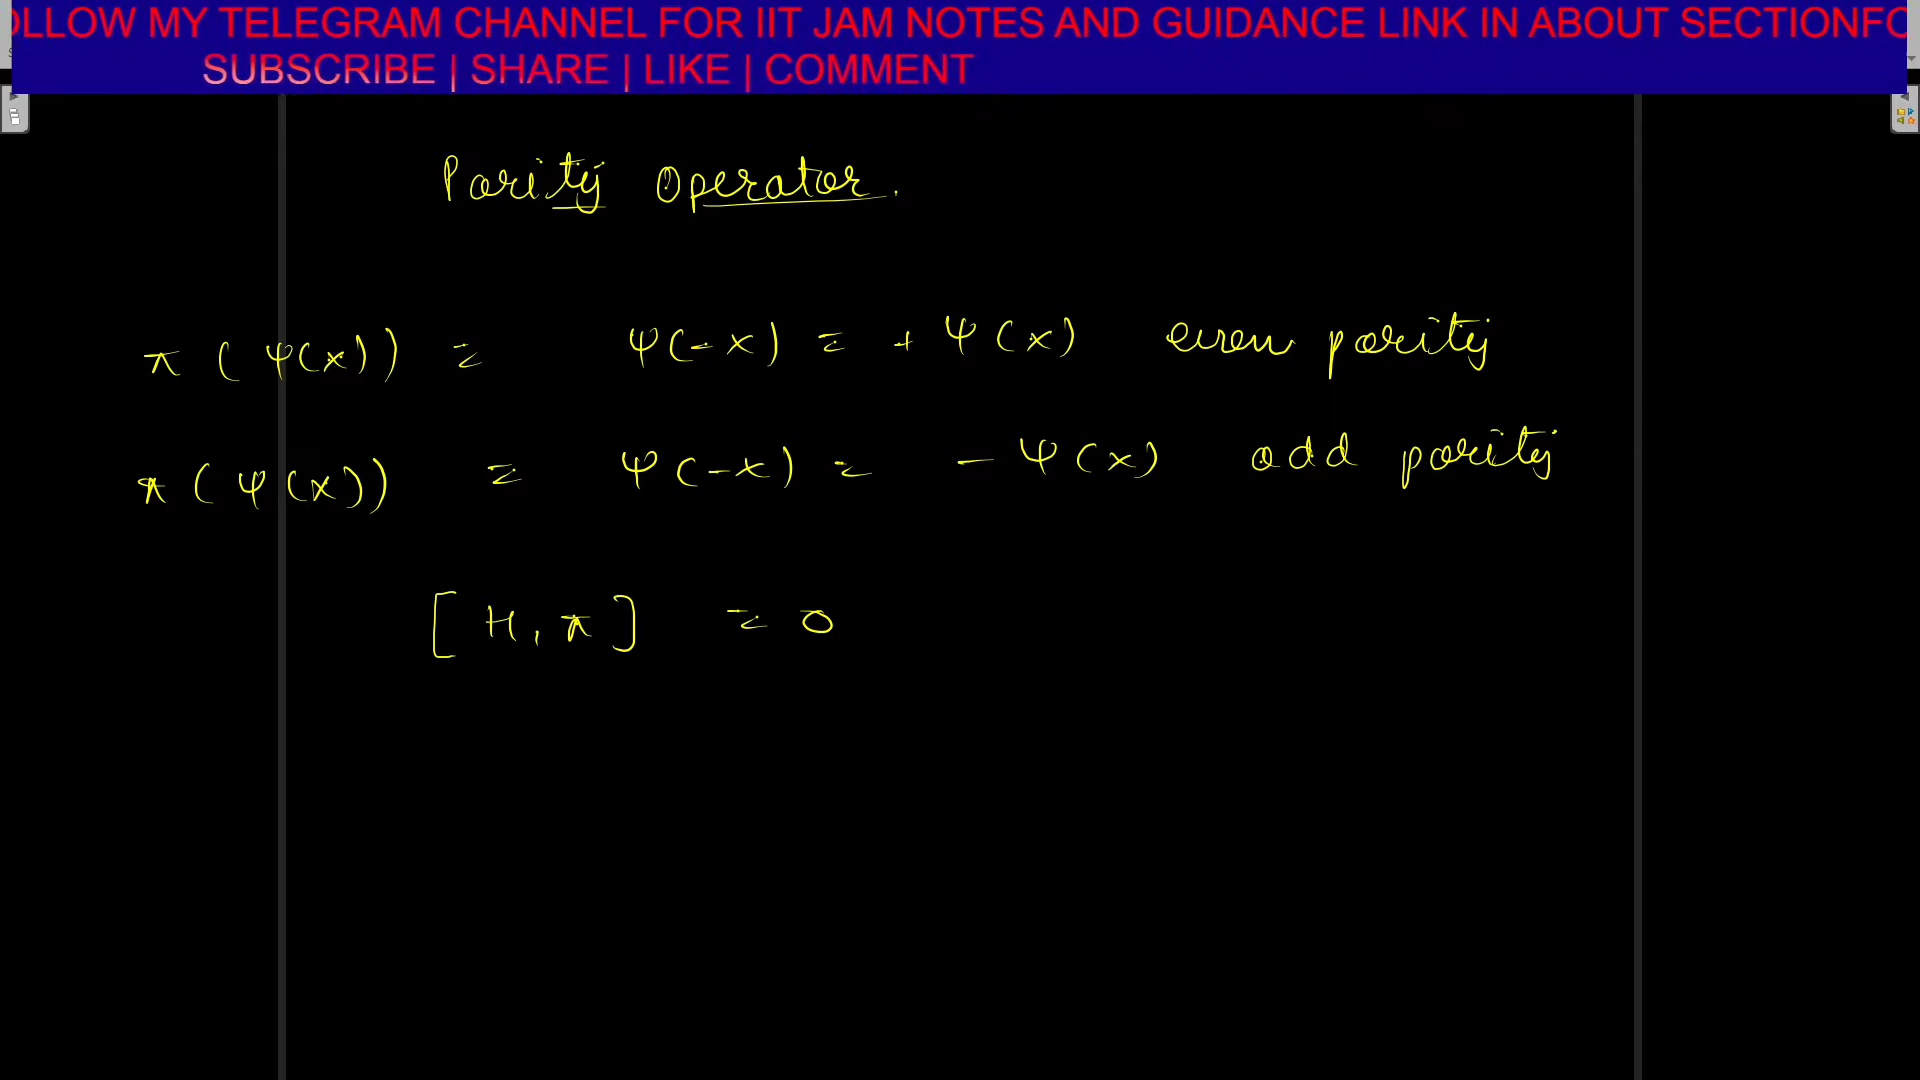 OLLOW MY TELEGRAM CHANNEL FOR IIT JAM NOTES AND GUIDANCE LINK IN ABOUT SECTIONFO
SUBSCRIBE | SHARE | LIKE | COMMENT
Parity Operator.
π ( ψ(x)) = ψ(-x) = + ψ(x) even parity
π ( ψ(x)) = ψ(-x) = - ψ(x) odd parity
[ H, π ] = 0